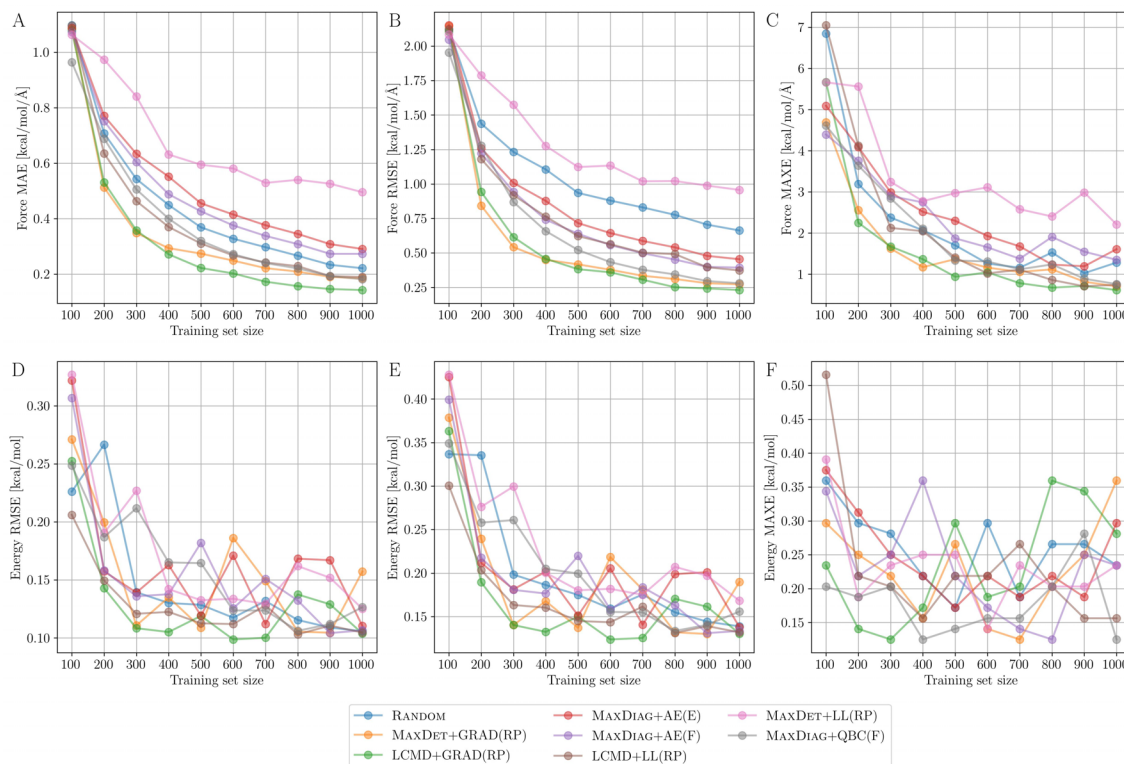 A
B
C
Force MAE [kcal/mol/Å]
1.0
0.8
0.6
0.4
0.2
100 200 300 400 500 600 700 800 900 1000
Training set size
Force RMSE [kcal/mol/Å]
2.00
1.75
1.50
1.25
1.00
0.75
0.50
0.25
100 200 300 400 500 600 700 800 900 1000
Training set size
Force MAXE [kcal/mol/Å]
7
6
5
4
3
2
1
100 200 300 400 500 600 700 800 900 1000
Training set size
D
E
F
Energy RMSE [kcal/mol]
0.30
0.25
0.20
0.15
0.10
100 200 300 400 500 600 700 800 900 1000
Training set size
Energy RMSE [kcal/mol]
0.40
0.35
0.30
0.25
0.20
0.15
100 200 300 400 500 600 700 800 900 1000
Training set size
Energy MAXE [kcal/mol]
0.50
0.45
0.40
0.35
0.30
0.25
0.20
0.15
100 200 300 400 500 600 700 800 900 1000
Training set size
RANDOM
MAXDET+GRAD(RP)
LCMD+GRAD(RP)
MAXDIAG+AE(E)
MAXDIAG+AE(F)
LCMD+LL(RP)
MAXDET+LL(RP)
MAXDIAG+QBC(F)